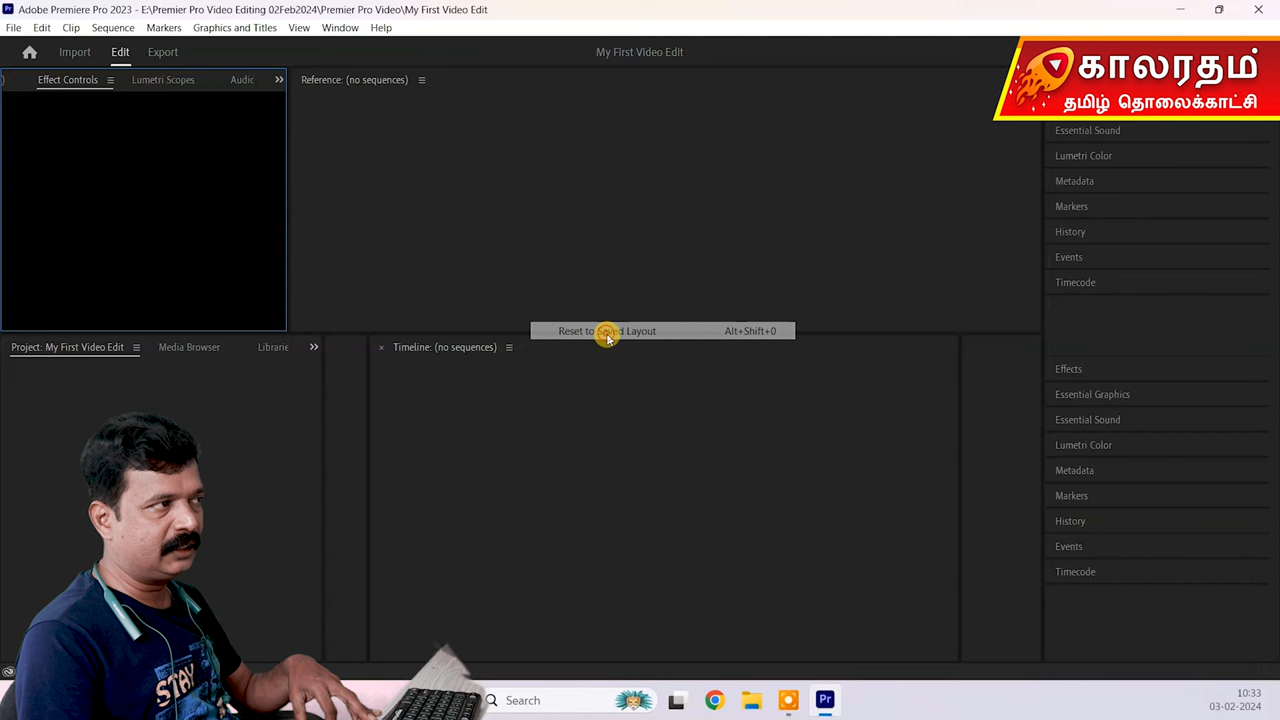 Adobe Premiere Pro 2023 - E:\Premier Pro Video Editing 02Feb2024\Premier Pro Video\My First Video Edit
File Edit Clip Sequence Markers Graphics and Titles View Window Help
Import Edit Export My First Video Edit
காலரதம்
தமிழ் தொலைக்காட்சி
Effect Controls Lumetri Scopes Audic Reference: (no sequences)
Essential Sound
Lumetri Color
Metadata
Markers
History
Events
Timecode
Reset to Saved Layout Alt+Shift+0
Project: My First Video Edit Media Browser Librarie Timeline: (no sequences)
Effects
Essential Graphics
Essential Sound
Lumetri Color
Metadata
Markers
History
Events
Timecode
STAY
Search
10:33
03-02-2024